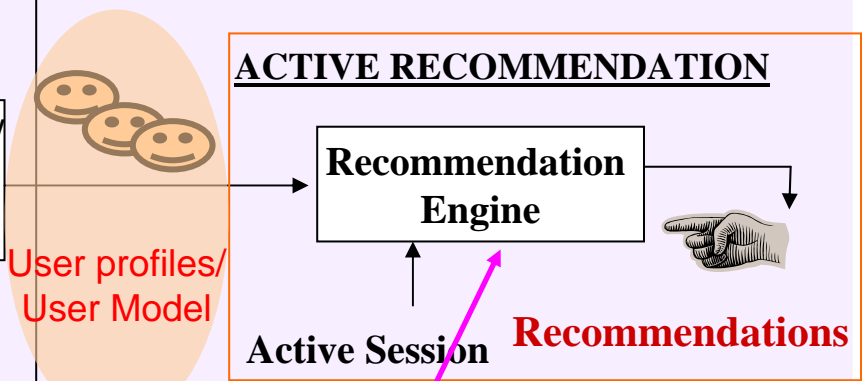 ACTIVE RECOMMENDATION
Recommendation
Engine
User profiles/
User Model
Active Session
Recommendations